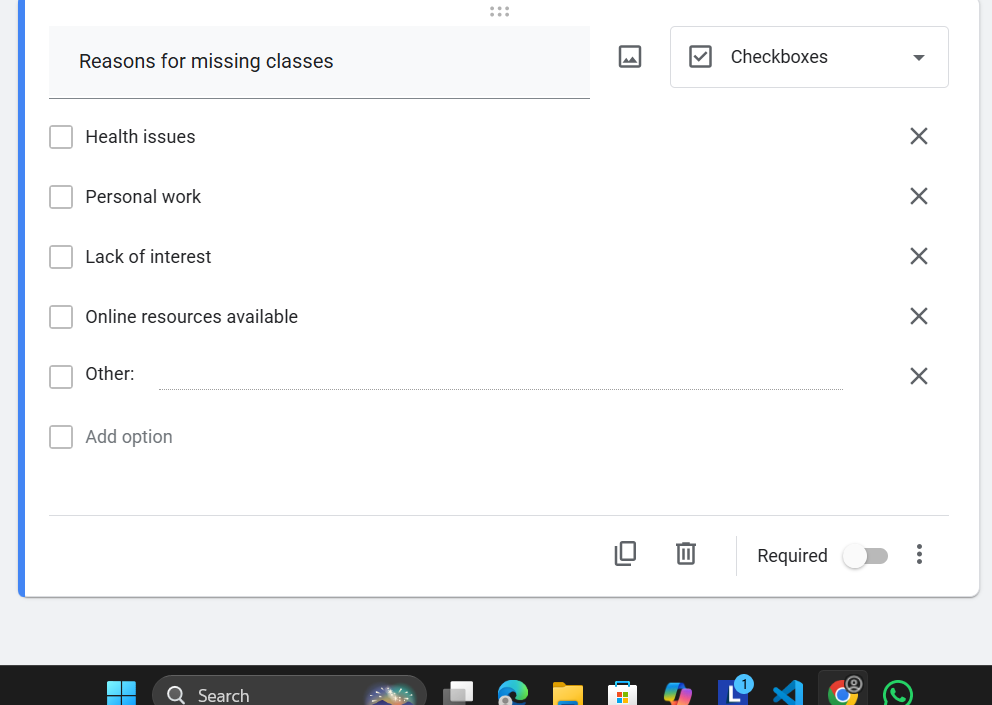 Reasons for missing classes
Checkboxes
Health issues
Personal work
Lack of interest
Online resources available
Other:
Add option
Required
Search
L
1